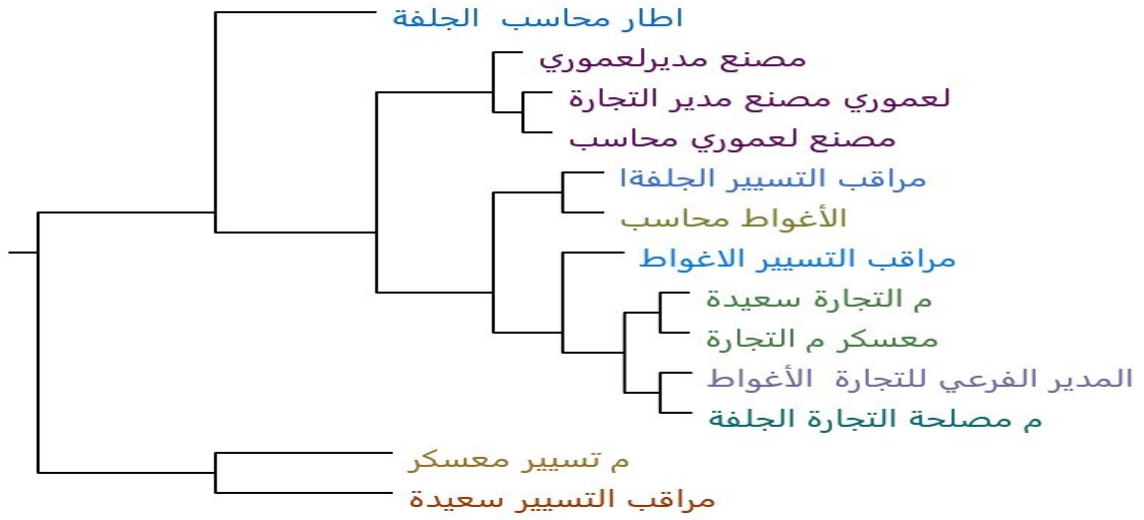 اطار محاسب الجلفة
مصنع مديرلعموري
لعموري مصنع مدير التجارة
مصنع لعموري محاسب
مراقب التسيير الجلفةا
الأغواط محاسب
مراقب التسيير الاغواط
م التجارة سعيدة
معسكر م التجارة
المدير الفرعي للتجارة الأغواط
م مصلحة التجارة الجلفة
م تسيير معسكر
مراقب التسيير سعيدة